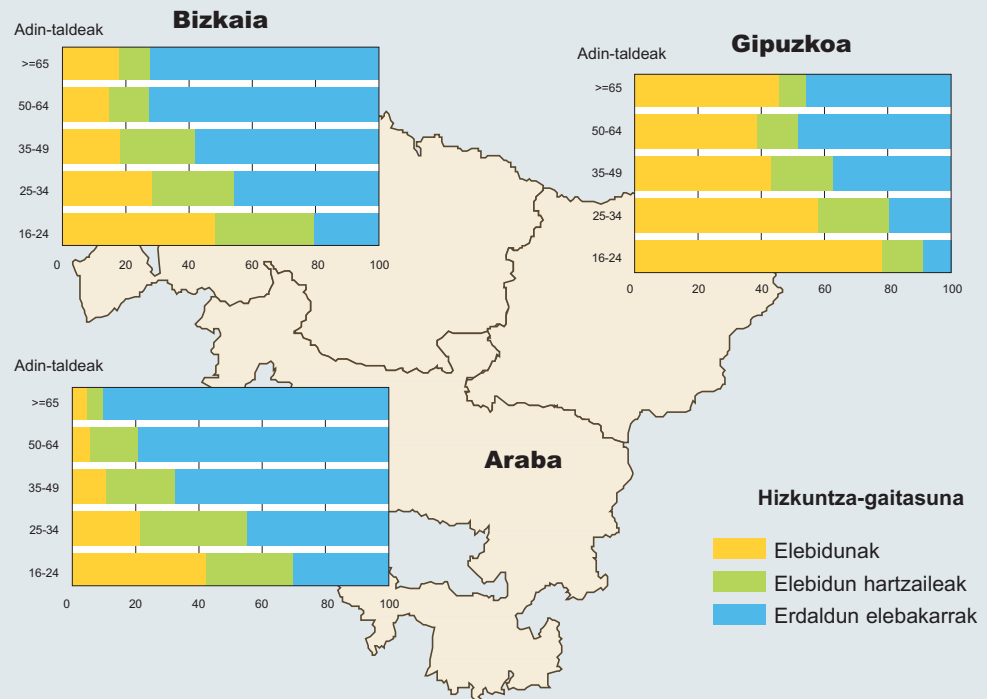 Bizkaia
Adin-taldeak
>=65
50-64
35-49
25-34
16-24
0 20 40 60 80 100
Gipuzkoa
Adin-taldeak
>=65
50-64
35-49
25-34
16-24
0 20 40 60 80 100
Adin-taldeak
>=65
50-64
35-49
25-34
16-24
0 20 40 60 80 100
Araba
Hizkuntza-gaitasuna
Elebidunak
Elebidun hartzaileak
Erdaldun elebakarrak